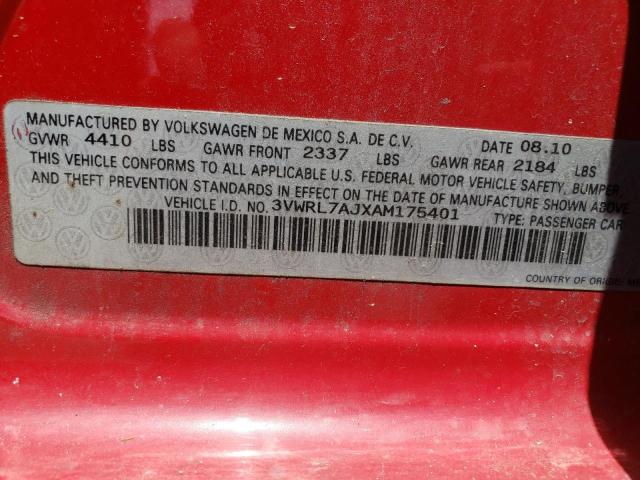 MANUFACTURED BY VOLKSWAGEN DE MEXICO S.A. DE C.V. DATE 08.10
GVWR 4410 LBS GAWR FRONT 2337 LBS GAWR REAR 2184 LBS
THIS VEHICLE CONFORMS TO ALL APPLICABLE U.S. FEDERAL MOTOR VEHICLE SAFETY, BUMPER,
AND THEFT PREVENTION STANDARDS IN EFFECT ON THE DATE OF MANUFACTURE SHOWN ABOVE.
VEHICLE I.D. NO. 3VWRL7AJXAM175401 TYPE: PASSENGER CAR
COUNTRY OF ORIGIN: